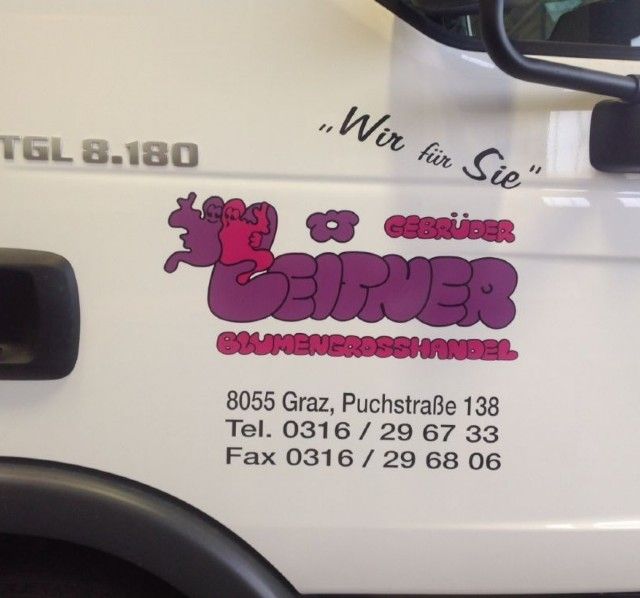 „Wir für Sie"
TGL 8.180
GEBRÜDER
LEITNER
BLUMENGROSSHANDEL
8055 Graz, Puchstraße 138
Tel. 0316 / 29 67 33
Fax 0316 / 29 68 06